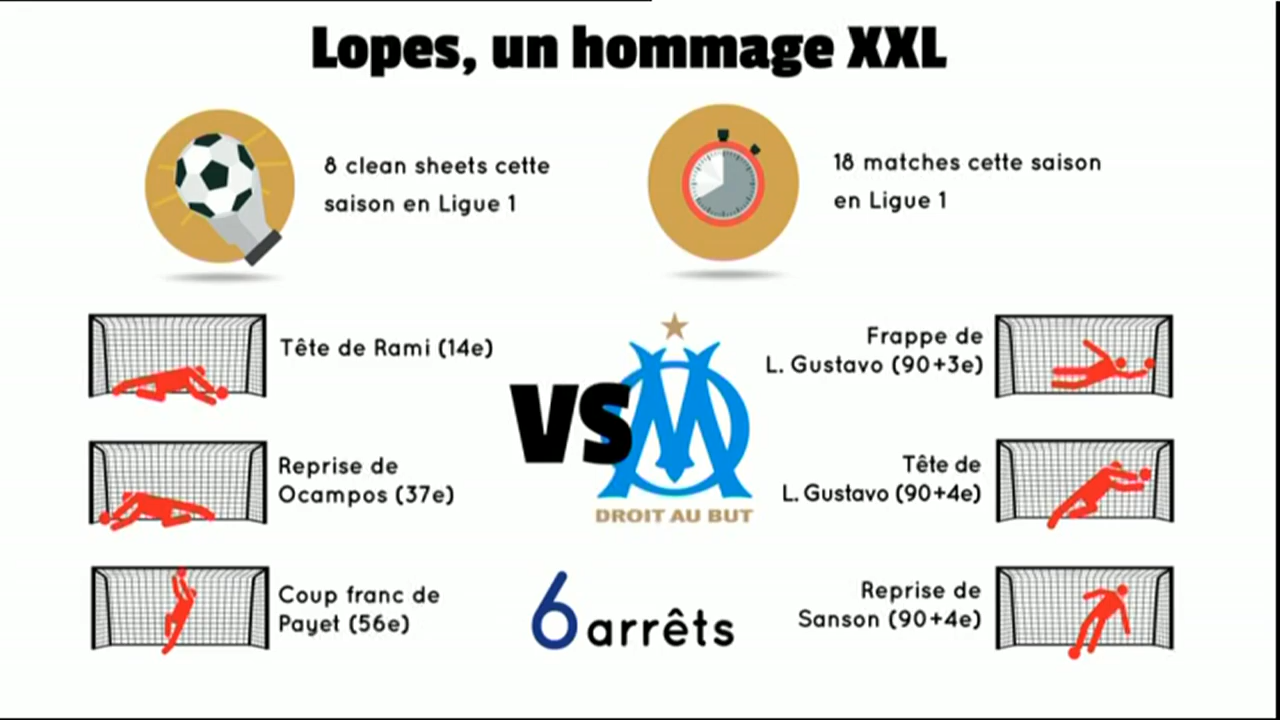 Lopes, un hommage XXL
8 clean sheets cette
saison en Ligue 1
18 matches cette saison
en Ligue 1
Tête de Rami (14e)
Reprise de
Ocampos (37e)
Coup franc de
Payet (56e)
VS
DROIT AU BUT
6 arrêts
Frappe de
L. Gustavo (90+3e)
Tête de
L. Gustavo (90+4e)
Reprise de
Sanson (90+4e)